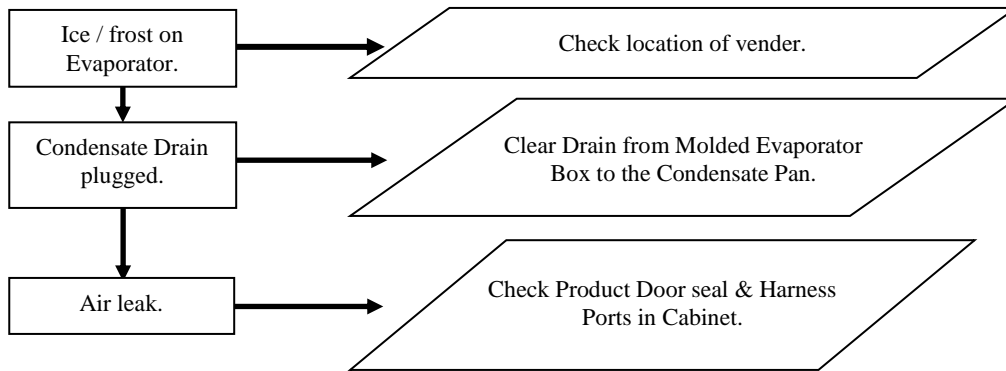 Ice / frost on
Evaporator.
Check location of vender.
Condensate Drain
plugged.
Clear Drain from Molded Evaporator
Box to the Condensate Pan.
Air leak.
Check Product Door seal & Harness
Ports in Cabinet.